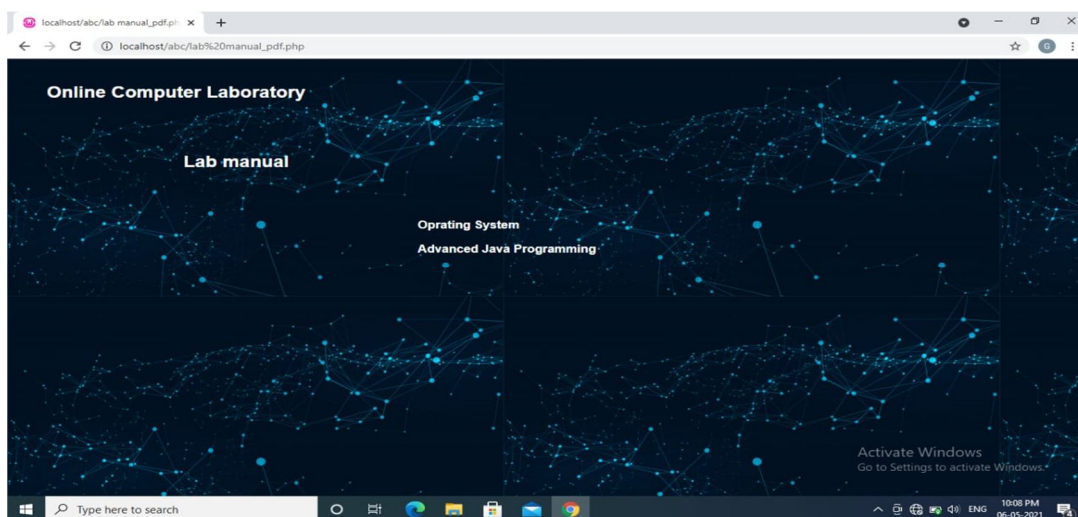 localhost/abc/lab manual_pdf.ph
localhost/abc/lab%20manual_pdf.php
G
Online Computer Laboratory
Lab manual
Oprating System
Advanced Java Programming
Activate Windows
Go to Settings to activate Windows.
Type here to search
ENG
10:08 PM
06-05-2021
4